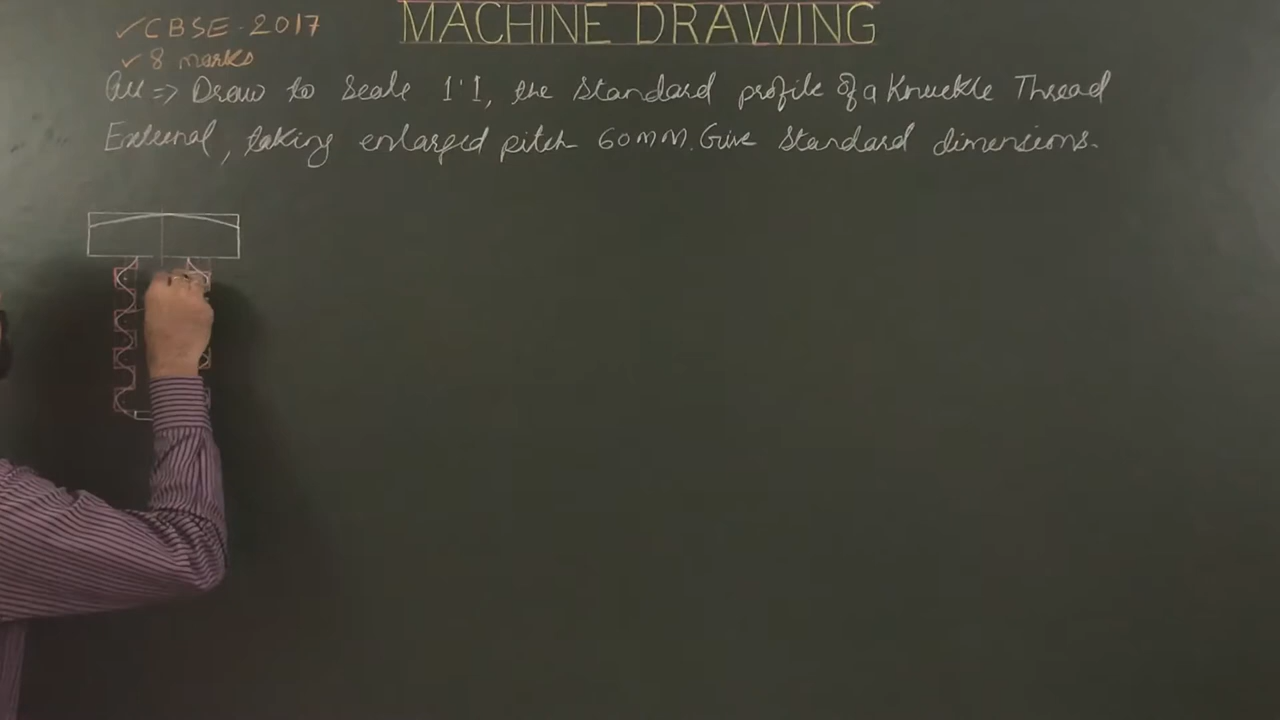 MACHINE DRAWING
✓ CBSE-2017
✓ 8 marks
Qu ⇒ Draw to Scale 1:1, the Standard profile of a Knuckle Thread
External, taking enlarged pitch 60mm. Give Standard dimensions.